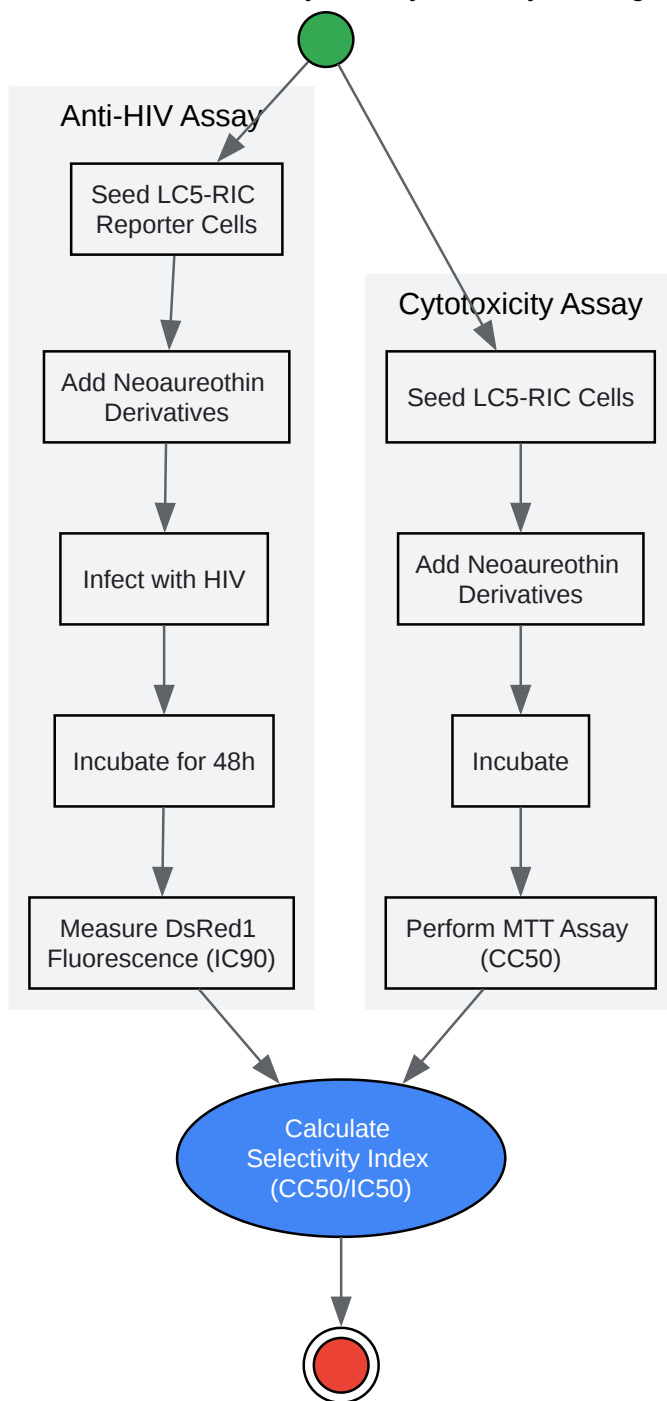 Anti-HIV Assay
Seed LC5-RIC
Reporter Cells
Add Neoaureothin
Derivatives
Infect with HIV
Incubate for 48h
Measure DsRed1
Fluorescence (IC90)
Cytotoxicity Assay
Seed LC5-RIC Cells
Add Neoaureothin
Derivatives
Incubate
Perform MTT Assay
(CC50)
Calculate
Selectivity Index
(CC50/IC50)